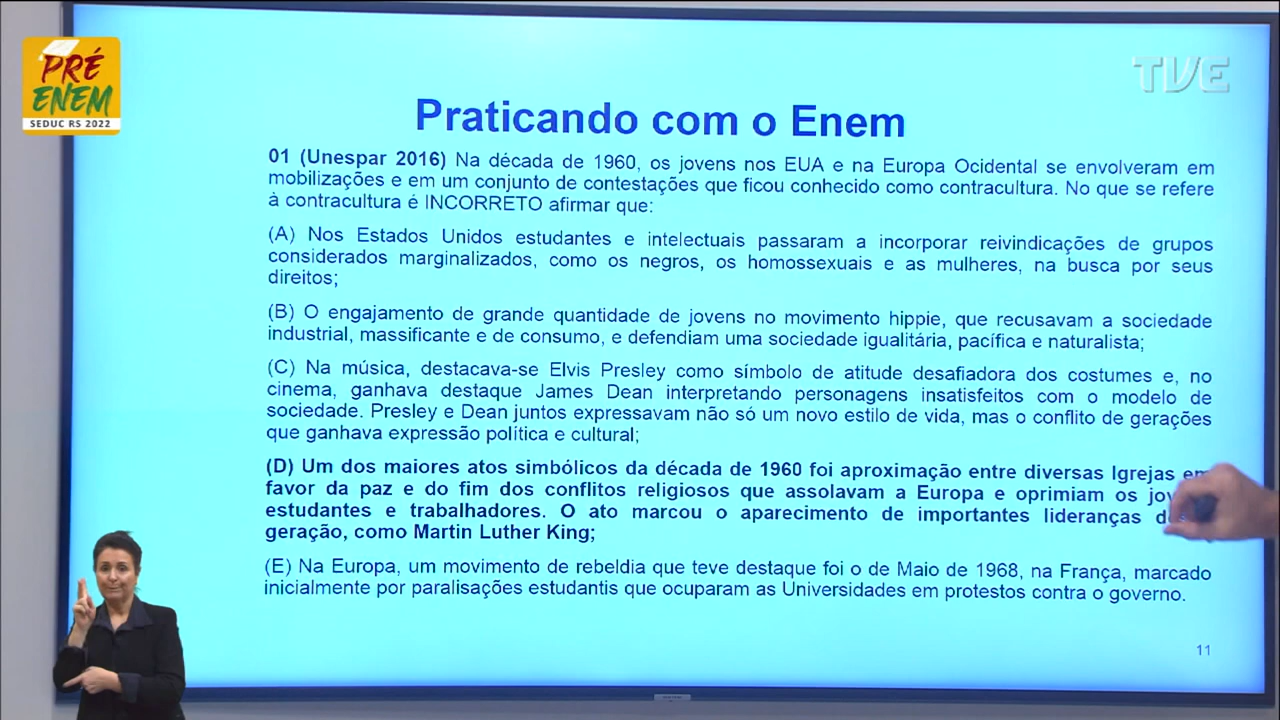 PRÉ
ENEM
SEDUC RS 2022
TVE
Praticando com o Enem
01 (Unespar 2016) Na década de 1960, os jovens nos EUA e na Europa Ocidental se envolveram em
mobilizações e em um conjunto de contestações que ficou conhecido como contracultura. No que se refere
à contracultura é INCORRETO afirmar que:
(A) Nos Estados Unidos estudantes e intelectuais passaram a incorporar reivindicações de grupos
considerados marginalizados, como os negros, os homossexuais e as mulheres, na busca por seus
direitos;
(B) O engajamento de grande quantidade de jovens no movimento hippie, que recusavam a sociedade
industrial, massificante e de consumo, e defendiam uma sociedade igualitária, pacífica e naturalista;
(C) Na música, destacava-se Elvis Presley como símbolo de atitude desafiadora dos costumes e, no
cinema, ganhava destaque James Dean interpretando personagens insatisfeitos com o modelo de
sociedade. Presley e Dean juntos expressavam não só um novo estilo de vida, mas o conflito de gerações
que ganhava expressão política e cultural;
(D) Um dos maiores atos simbólicos da década de 1960 foi aproximação entre diversas Igrejas em
favor da paz e do fim dos conflitos religiosos que assolavam a Europa e oprimiam os
estudantes e trabalhadores. O ato marcou o aparecimento de importantes lideranças
geração, como Martin Luther King;
(E) Na Europa, um movimento de rebeldia que teve destaque foi o de Maio de 1968, na França, marcado
inicialmente por paralisações estudantis que ocuparam as Universidades em protestos contra o governo.
11